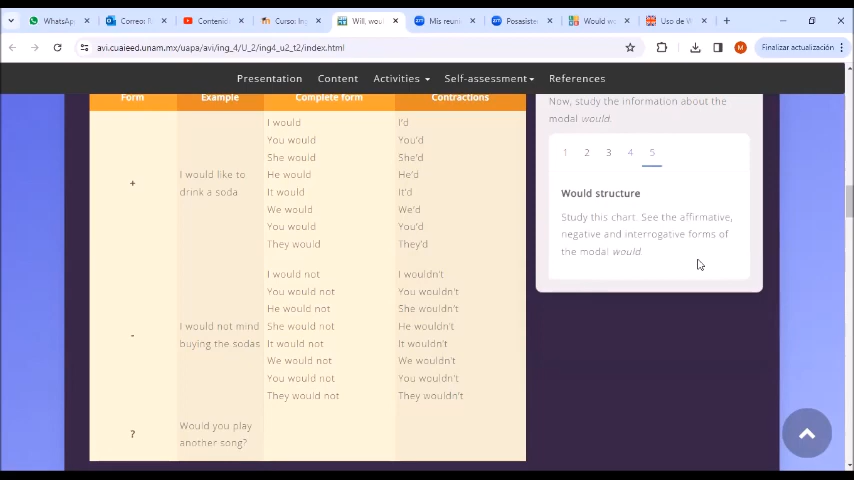 WhatsApp
Correo: R
Contenido
Curso: Ing
Will, woul
Mis reuni
Posasisten
Would w
Uso de W
avi.cuaieed.unam.mx/uapa/avi/ing_4/U_2/ing4_u2_t2/index.html
M
Finalizar actualización
Presentation Content Activities Self-assessment References
Form Example Complete form Contractions
+
I would like to
drink a soda
I would I'd
You would You'd
She would She'd
He would He'd
It would It'd
We would We'd
You would You'd
They would They'd
-
I would not mind
buying the sodas
I would not I wouldn't
You would not You wouldn't
He would not She wouldn't
She would not He wouldn't
It would not It wouldn't
We would not We wouldn't
You would not You wouldn't
They would not They wouldn't
?
Would you play
another song?
Now, study the information about the
modal would.
1 2 3 4 5
Would structure
Study this chart. See the affirmative,
negative and interrogative forms of
the modal would.